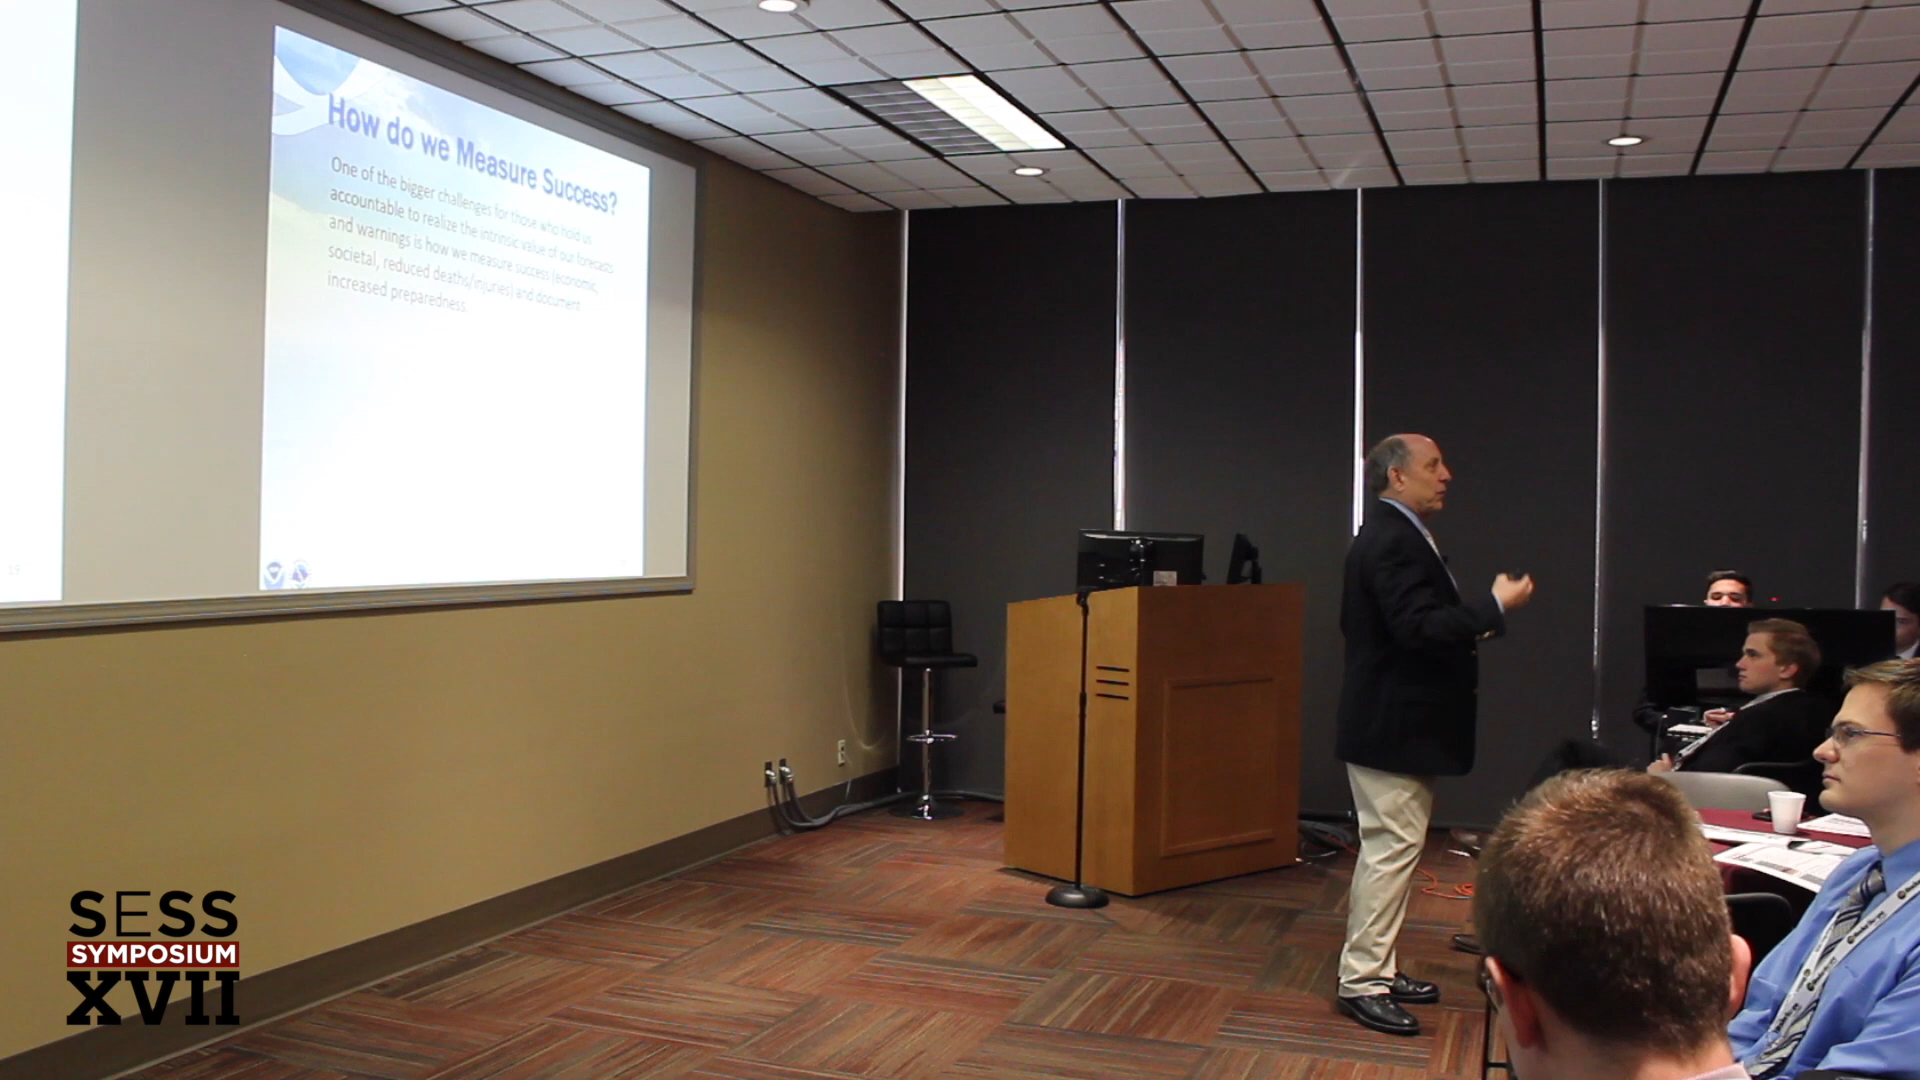 How do we Measure Success?
One of the bigger challenges for those who hold us
accountable to realize the intrinsic value of our forecasts
and warnings is how we measure success (economic,
societal, reduced deaths/injuries) and document
increased preparedness.
19
SESS
SYMPOSIUM
XVII